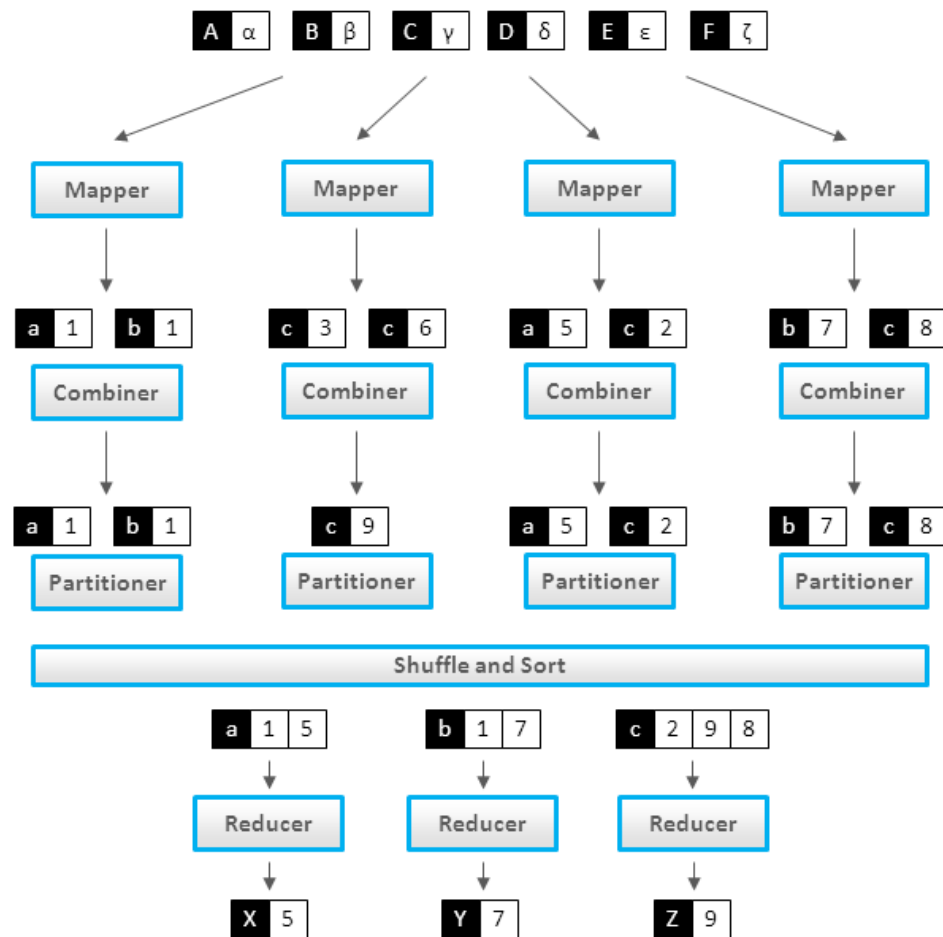 A α B β C γ D δ E ε F ζ
Mapper Mapper Mapper Mapper
a 1 b 1 c 3 c 6 a 5 c 2 b 7 c 8
Combiner Combiner Combiner Combiner
a 1 b 1 c 9 a 5 c 2 b 7 c 8
Partitioner Partitioner Partitioner Partitioner
Shuffle and Sort
a 1 5 b 1 7 c 2 9 8
Reducer Reducer Reducer
X 5 Y 7 Z 9